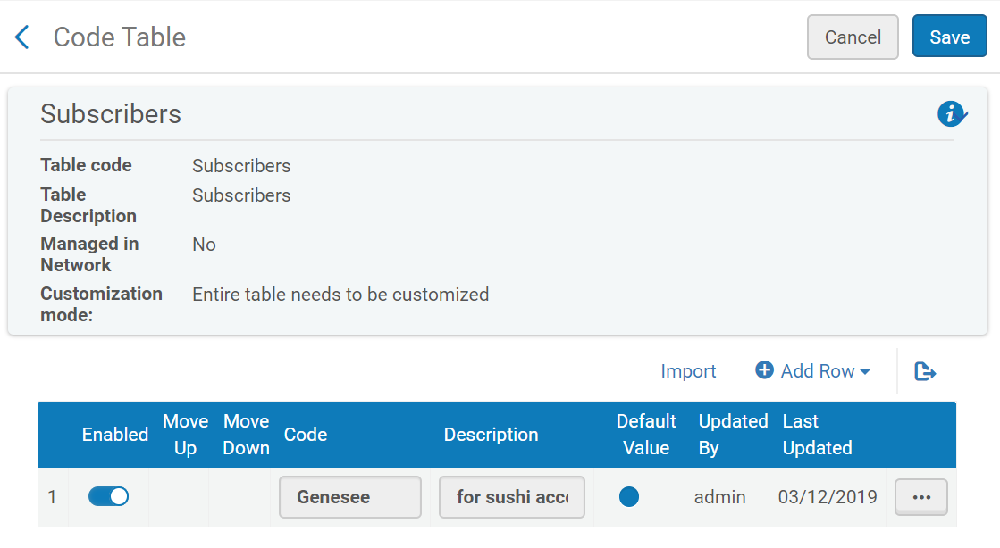 Code Table
Cancel
Save
Subscribers
Table code Subscribers
Table Subscribers
Description
Managed in No
Network
Customization Entire table needs to be customized
mode:
Import
Add Row
Enabled Move Up Move Down Code Description Default Value Updated By Last Updated
1 Genesee for sushi acc admin 03/12/2019 •••